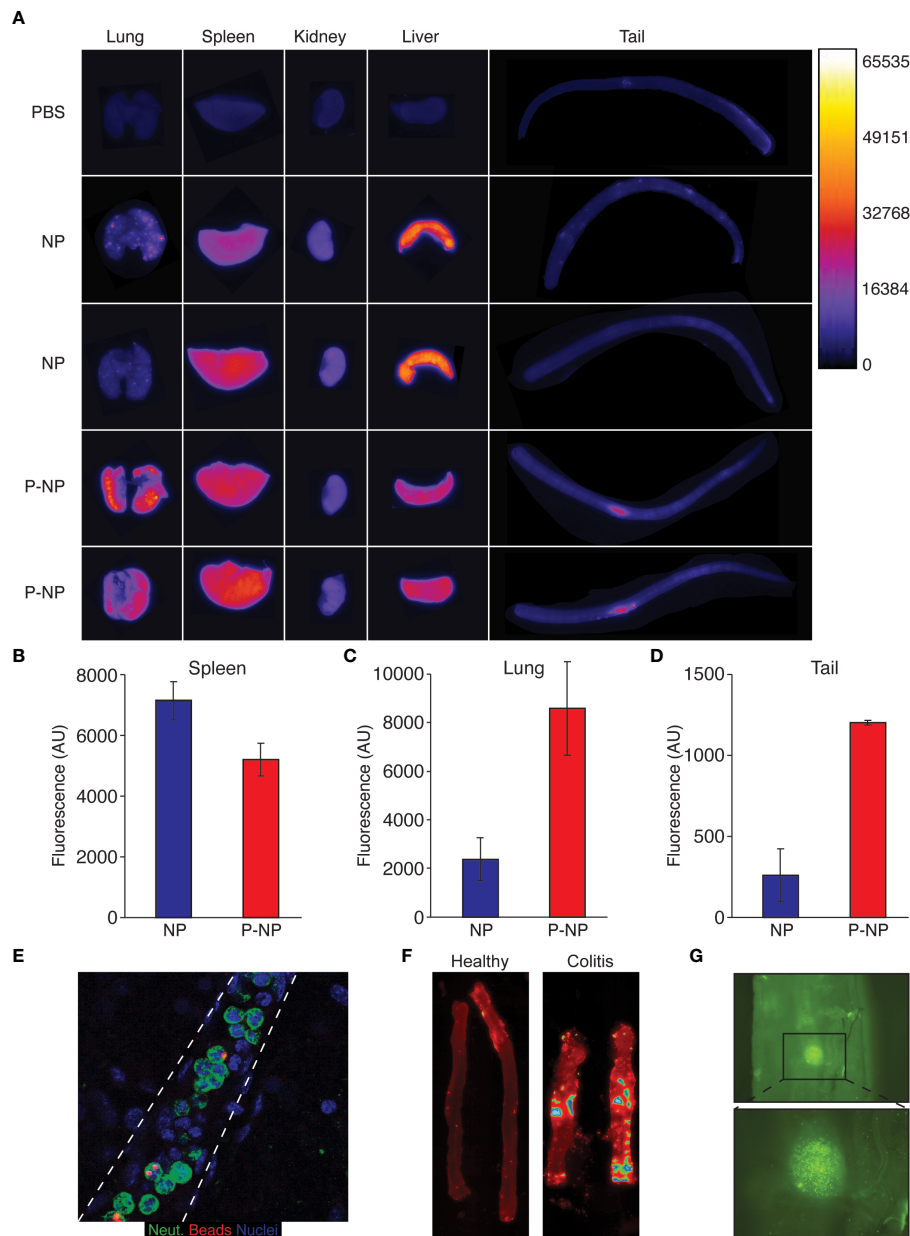 A
Lung Spleen Kidney Liver Tail
PBS
NP
NP
P-NP
P-NP
65535
49151
32768
16384
0
B
Spleen
Fluorescence (AU)
8000
6000
4000
2000
0
NP P-NP
C
Lung
Fluorescence (AU)
10000
8000
6000
4000
2000
0
NP P-NP
D
Tail
Fluorescence (AU)
1500
1000
500
0
NP P-NP
E
Neut. Beads Nuclei
F
Healthy Colitis
G